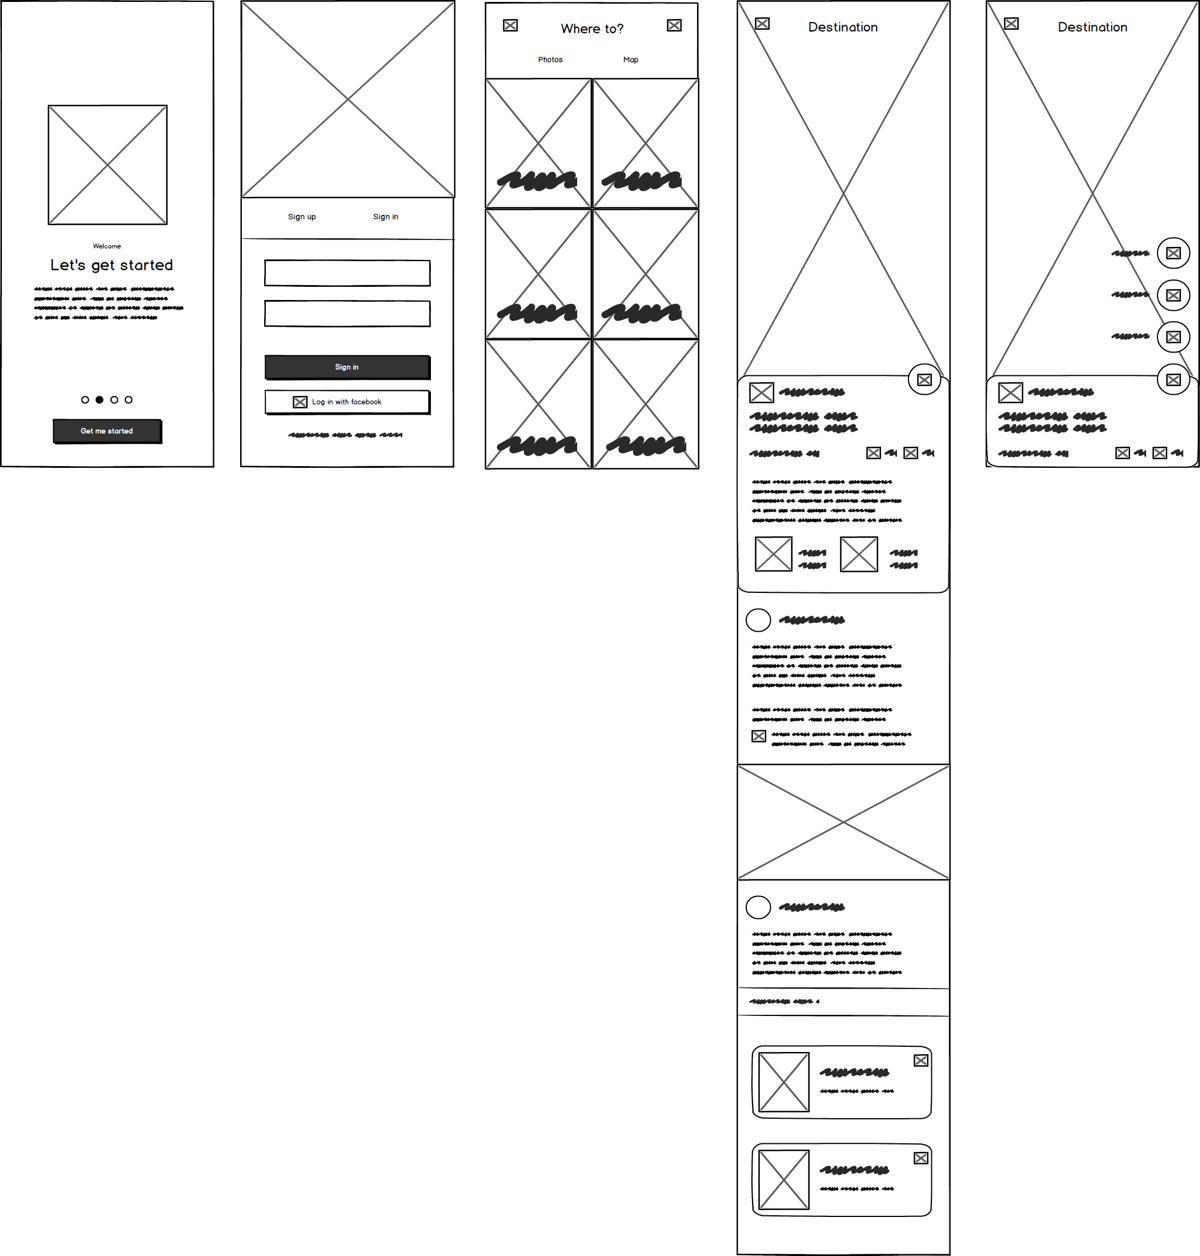 Welcome
Let's get started
Get me started
Sign up
Sign in
Sign in
Log in with facebook
Where to?
Photos
Map
Destination
Destination